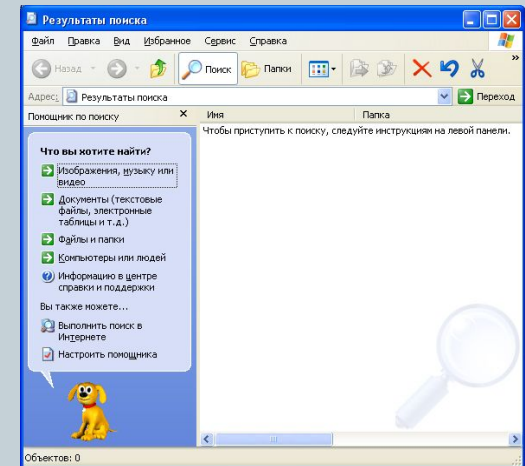 Результаты поиска
Файл Правка Вид Избранное Сервис Справка
Назад Поиск Папки »
Адрес: Результаты поиска Переход
Помощник по поиску × Имя Папка
Чтобы приступить к поиску, следуйте инструкциям на левой панели.
Что вы хотите найти?
Изображения, музыку или
видео
Документы (текстовые
файлы, электронные
таблицы и т.д.)
Файлы и папки
Компьютеры или людей
Информацию в центре
справки и поддержки
Вы также можете...
Выполнить поиск в
Интернете
Настроить помощника
Объектов: 0